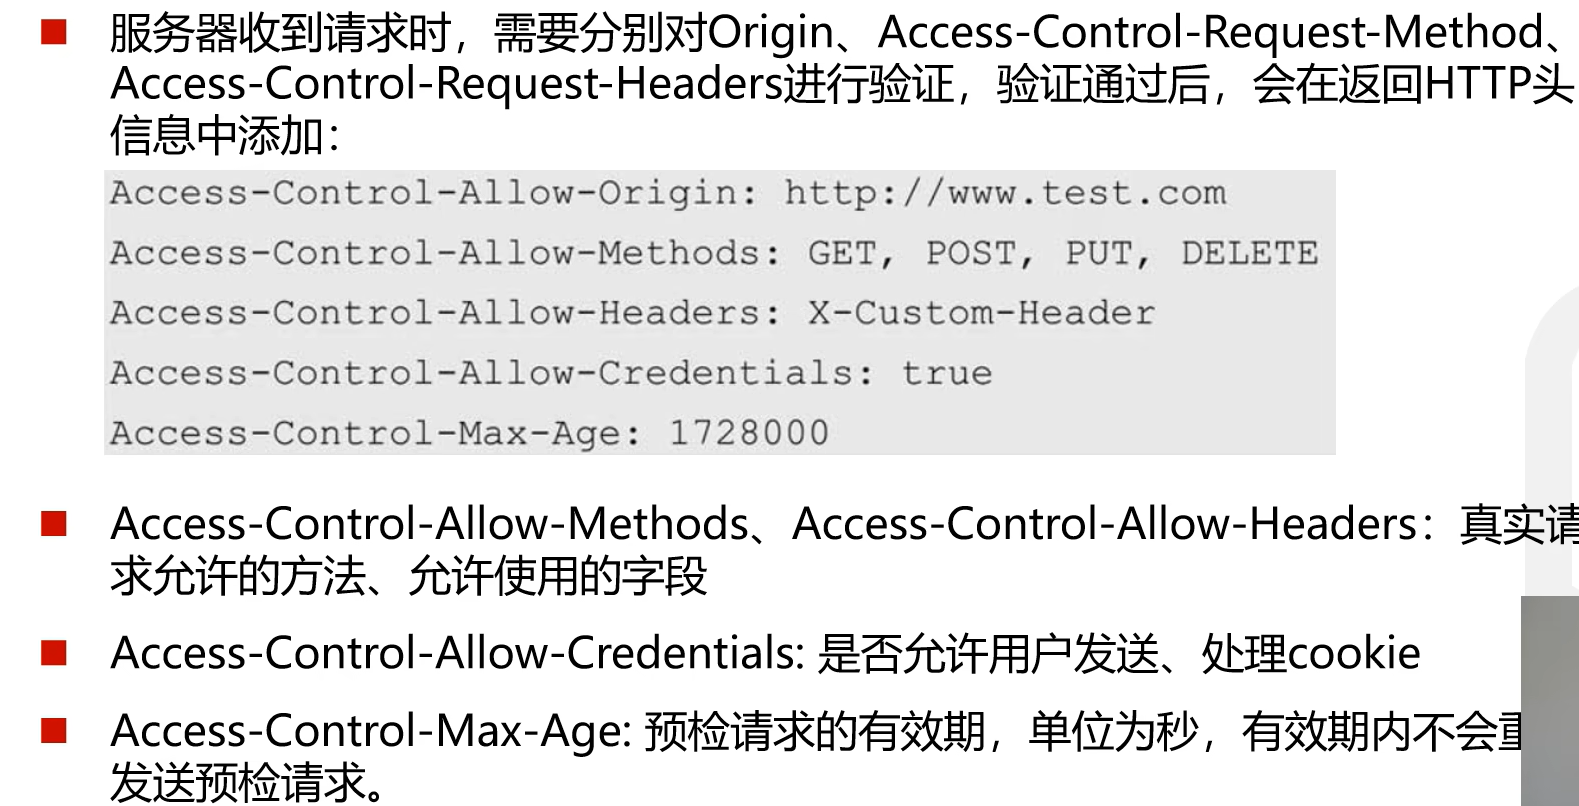 服务器收到请求时，需要分别对Origin、Access-Control-Request-Method、
Access-Control-Request-Headers进行验证，验证通过后，会在返回HTTP头
信息中添加：
Access-Control-Allow-Origin: http://www.test.com
Access-Control-Allow-Methods: GET, POST, PUT, DELETE
Access-Control-Allow-Headers: X-Custom-Header
Access-Control-Allow-Credentials: true
Access-Control-Max-Age: 1728000
Access-Control-Allow-Methods、Access-Control-Allow-Headers：真实请
求允许的方法、允许使用的字段
Access-Control-Allow-Credentials: 是否允许用户发送、处理cookie
Access-Control-Max-Age: 预检请求的有效期，单位为秒，有效期内不会重
发送预检请求。